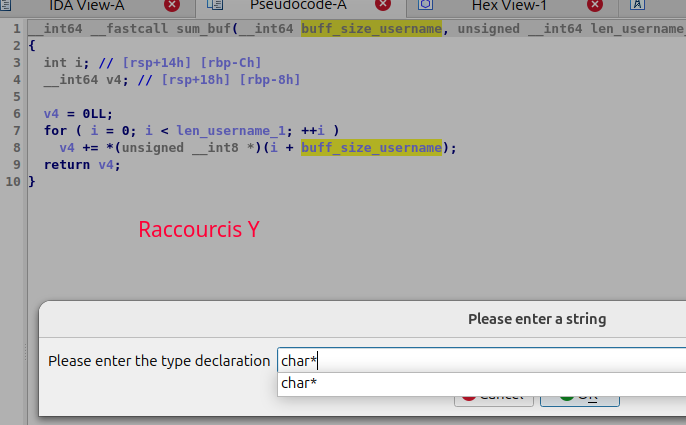 IDA View-A Pseudocode-A Hex View-1 A
1 __int64 __fastcall sum_buf(__int64 buff_size_username, unsigned __int64 len_username_
2 {
3 int i; // [rsp+14h] [rbp-Ch]
4 __int64 v4; // [rsp+18h] [rbp-8h]
5
6 v4 = 0LL;
7 for ( i = 0; i < len_username_1; ++i )
8 v4 += *(unsigned __int8 *)(i + buff_size_username);
9 return v4;
10 }
Raccourcis Y
Please enter a string
Please enter the type declaration char*
char*
Cancel OK